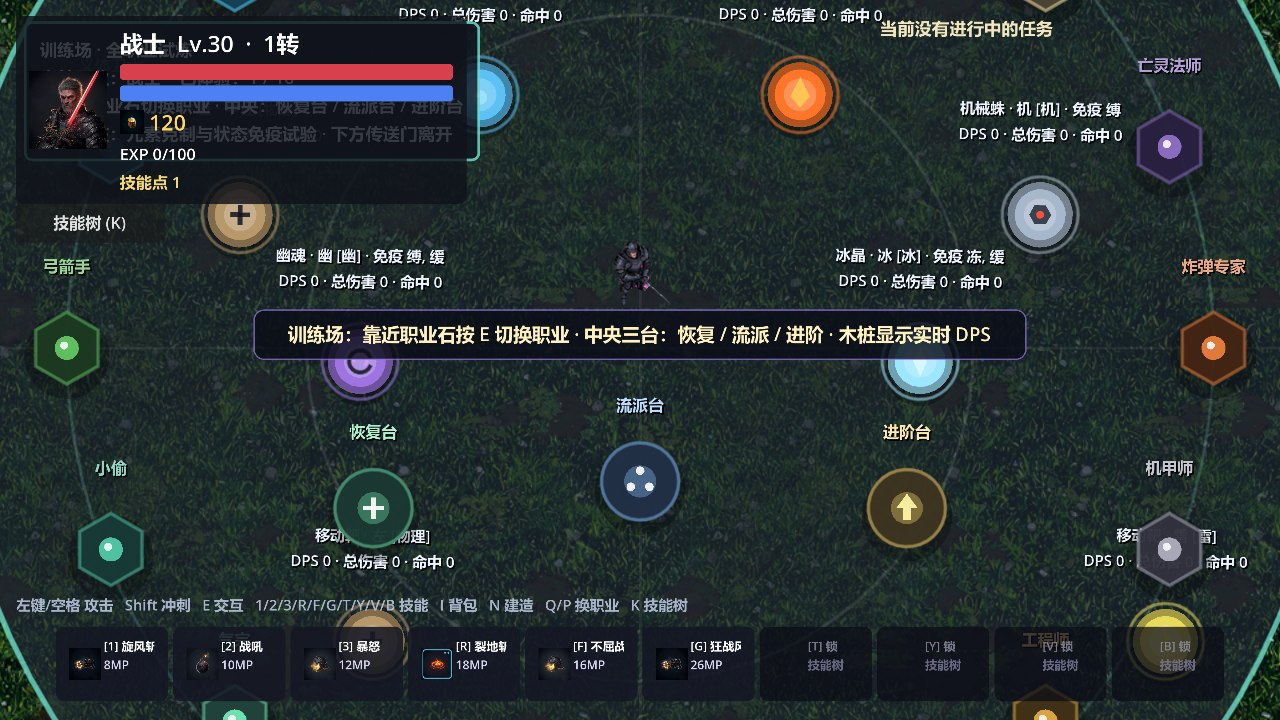 DPS 0 · 总伤害 0 · 命中 0
DPS 0 · 总伤害 0 · 命中 0
当前没有进行中的任务
战士 Lv.30 · 1转
120
EXP 0/100
技能点 1
技能树 (K)
亡灵法师
机械蛛 · 机 [机] · 免疫 缚
DPS 0 · 总伤害 0 · 命中 0
弓箭手
幽魂 · 幽 [幽] · 免疫 缚, 缓
DPS 0 · 总伤害 0 · 命中 0
冰晶 · 冰 [冰] · 免疫 冻, 缓
DPS 0 · 总伤害 0 · 命中 0
炸弹专家
训练场：靠近职业石按 E 切换职业 · 中央三台：恢复 / 流派 / 进阶 · 木桩显示实时 DPS
流派台
恢复台
进阶台
小偷
机甲师
移动
物理]
DPS 0 · 总伤害 0 · 命中 0
移动
雷]
DPS 0 ·
命中 0
左键/空格 攻击 Shift 冲刺 E 交互 1/2/3/R/F/G/T/Y/V/B 技能 I 背包 N 建造 Q/P 换职业 K 技能树
[1] 旋风斩
8MP
[2] 战吼
10MP
[3] 暴怒
12MP
[R] 裂地斩
18MP
[F] 不屈战
16MP
[G] 狂战风
26MP
[T] 锁
技能树
[Y] 锁
技能树
工程师
[V] 锁
技能树
[B] 锁
技能树